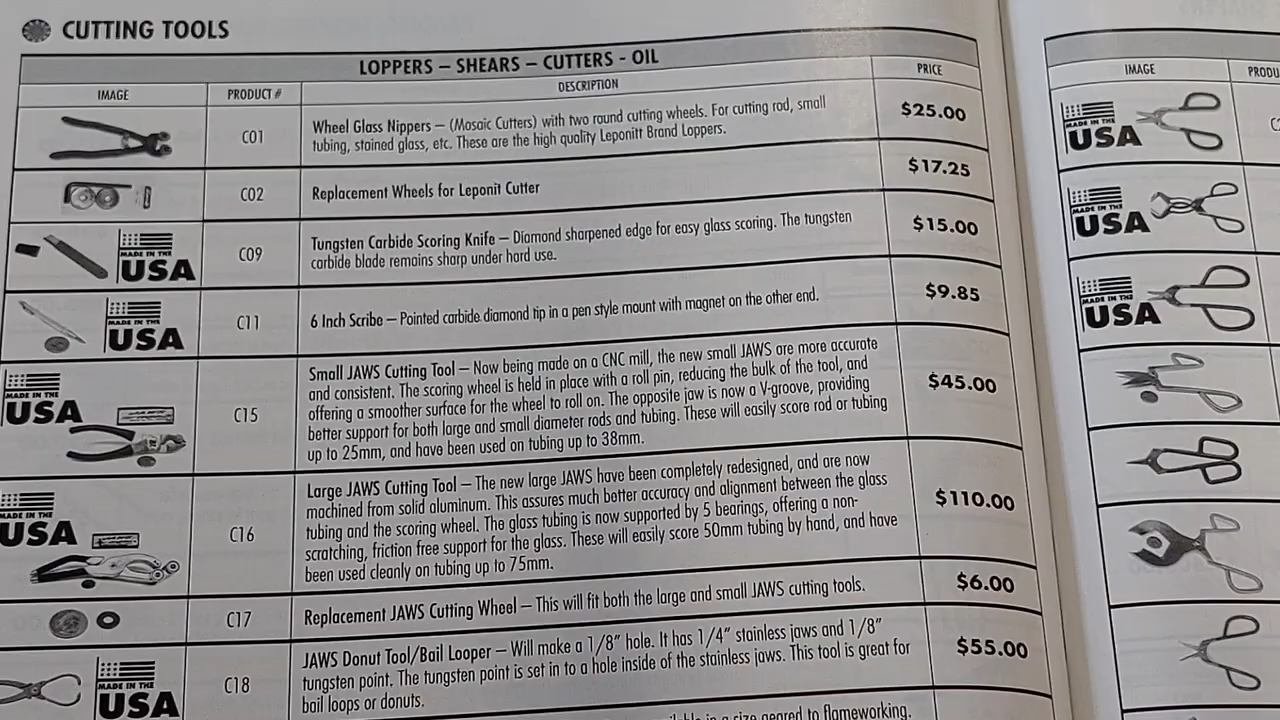 CUTTING TOOLS
LOPPERS – SHEARS – CUTTERS - OIL
IMAGE PRODUCT # DESCRIPTION PRICE
C01 Wheel Glass Nippers – (Mosaic Cutters) with two round cutting wheels. For cutting rod, small
tubing, stained glass, etc. These are the high quality Leponitt Brand Loppers.
$25.00
C02 Replacement Wheels for Leponit Cutter $17.25
MADE IN THE
USA
C09 Tungsten Carbide Scoring Knife – Diamond sharpened edge for easy glass scoring. The tungsten
carbide blade remains sharp under hard use.
$15.00
MADE IN THE
USA
C11 6 Inch Scribe – Pointed carbide diamond tip in a pen style mount with magnet on the other end. $9.85
MADE IN THE
USA
C15 Small JAWS Cutting Tool – Now being made on a CNC mill, the new small JAWS are more accurate
and consistent. The scoring wheel is held in place with a roll pin, reducing the bulk of the tool, and
offering a smoother surface for the wheel to roll on. The opposite jaw is now a V-groove, providing
better support for both large and small diameter rods and tubing. These will easily score rod or tubing
up to 25mm, and have been used on tubing up to 38mm.
$45.00
MADE IN THE
USA
C16 Large JAWS Cutting Tool – The new large JAWS have been completely redesigned, and are now
machined from solid aluminum. This assures much better accuracy and alignment between the glass
tubing and the scoring wheel. The glass tubing is now supported by 5 bearings, offering a non-
scratching, friction free support for the glass. These will easily score 50mm tubing by hand, and have
been used cleanly on tubing up to 75mm.
$110.00
C17 Replacement JAWS Cutting Wheel – This will fit both the large and small JAWS cutting tools. $6.00
MADE IN THE
USA
C18 JAWS Donut Tool/Bail Looper – Will make a 1/8" hole. It has 1/4" stainless jaws and 1/8"
tungsten point. The tungsten point is set in to a hole inside of the stainless jaws. This tool is great for
bail loops or donuts.
$55.00
in a size geared to flameworking.
IMAGE
MADE IN THE
USA
MADE IN THE
USA
MADE IN THE
USA